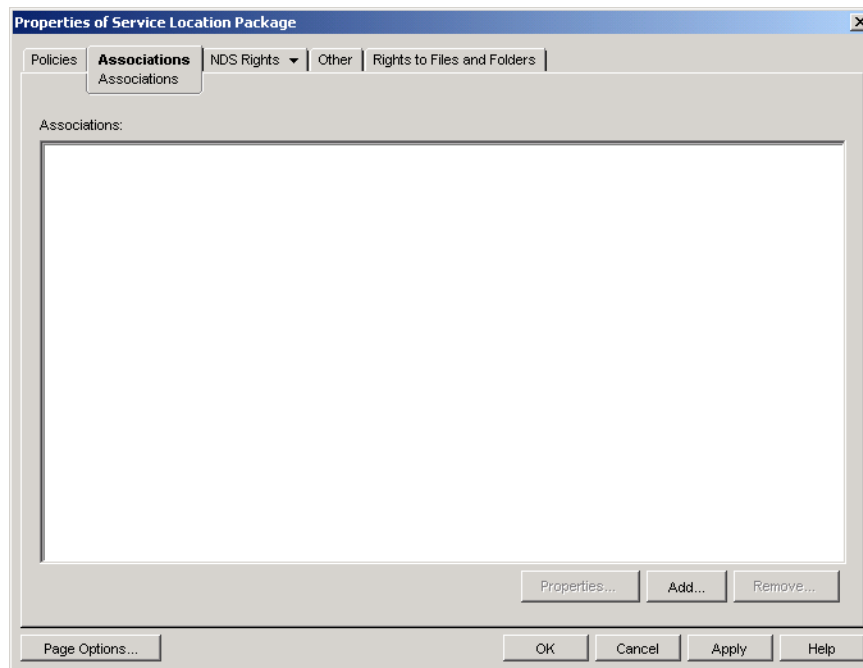 Properties of Service Location Package
Policies Associations NDS Rights Other Rights to Files and Folders
Associations
Associations:
Properties... Add... Remove...
Page Options... OK Cancel Apply Help